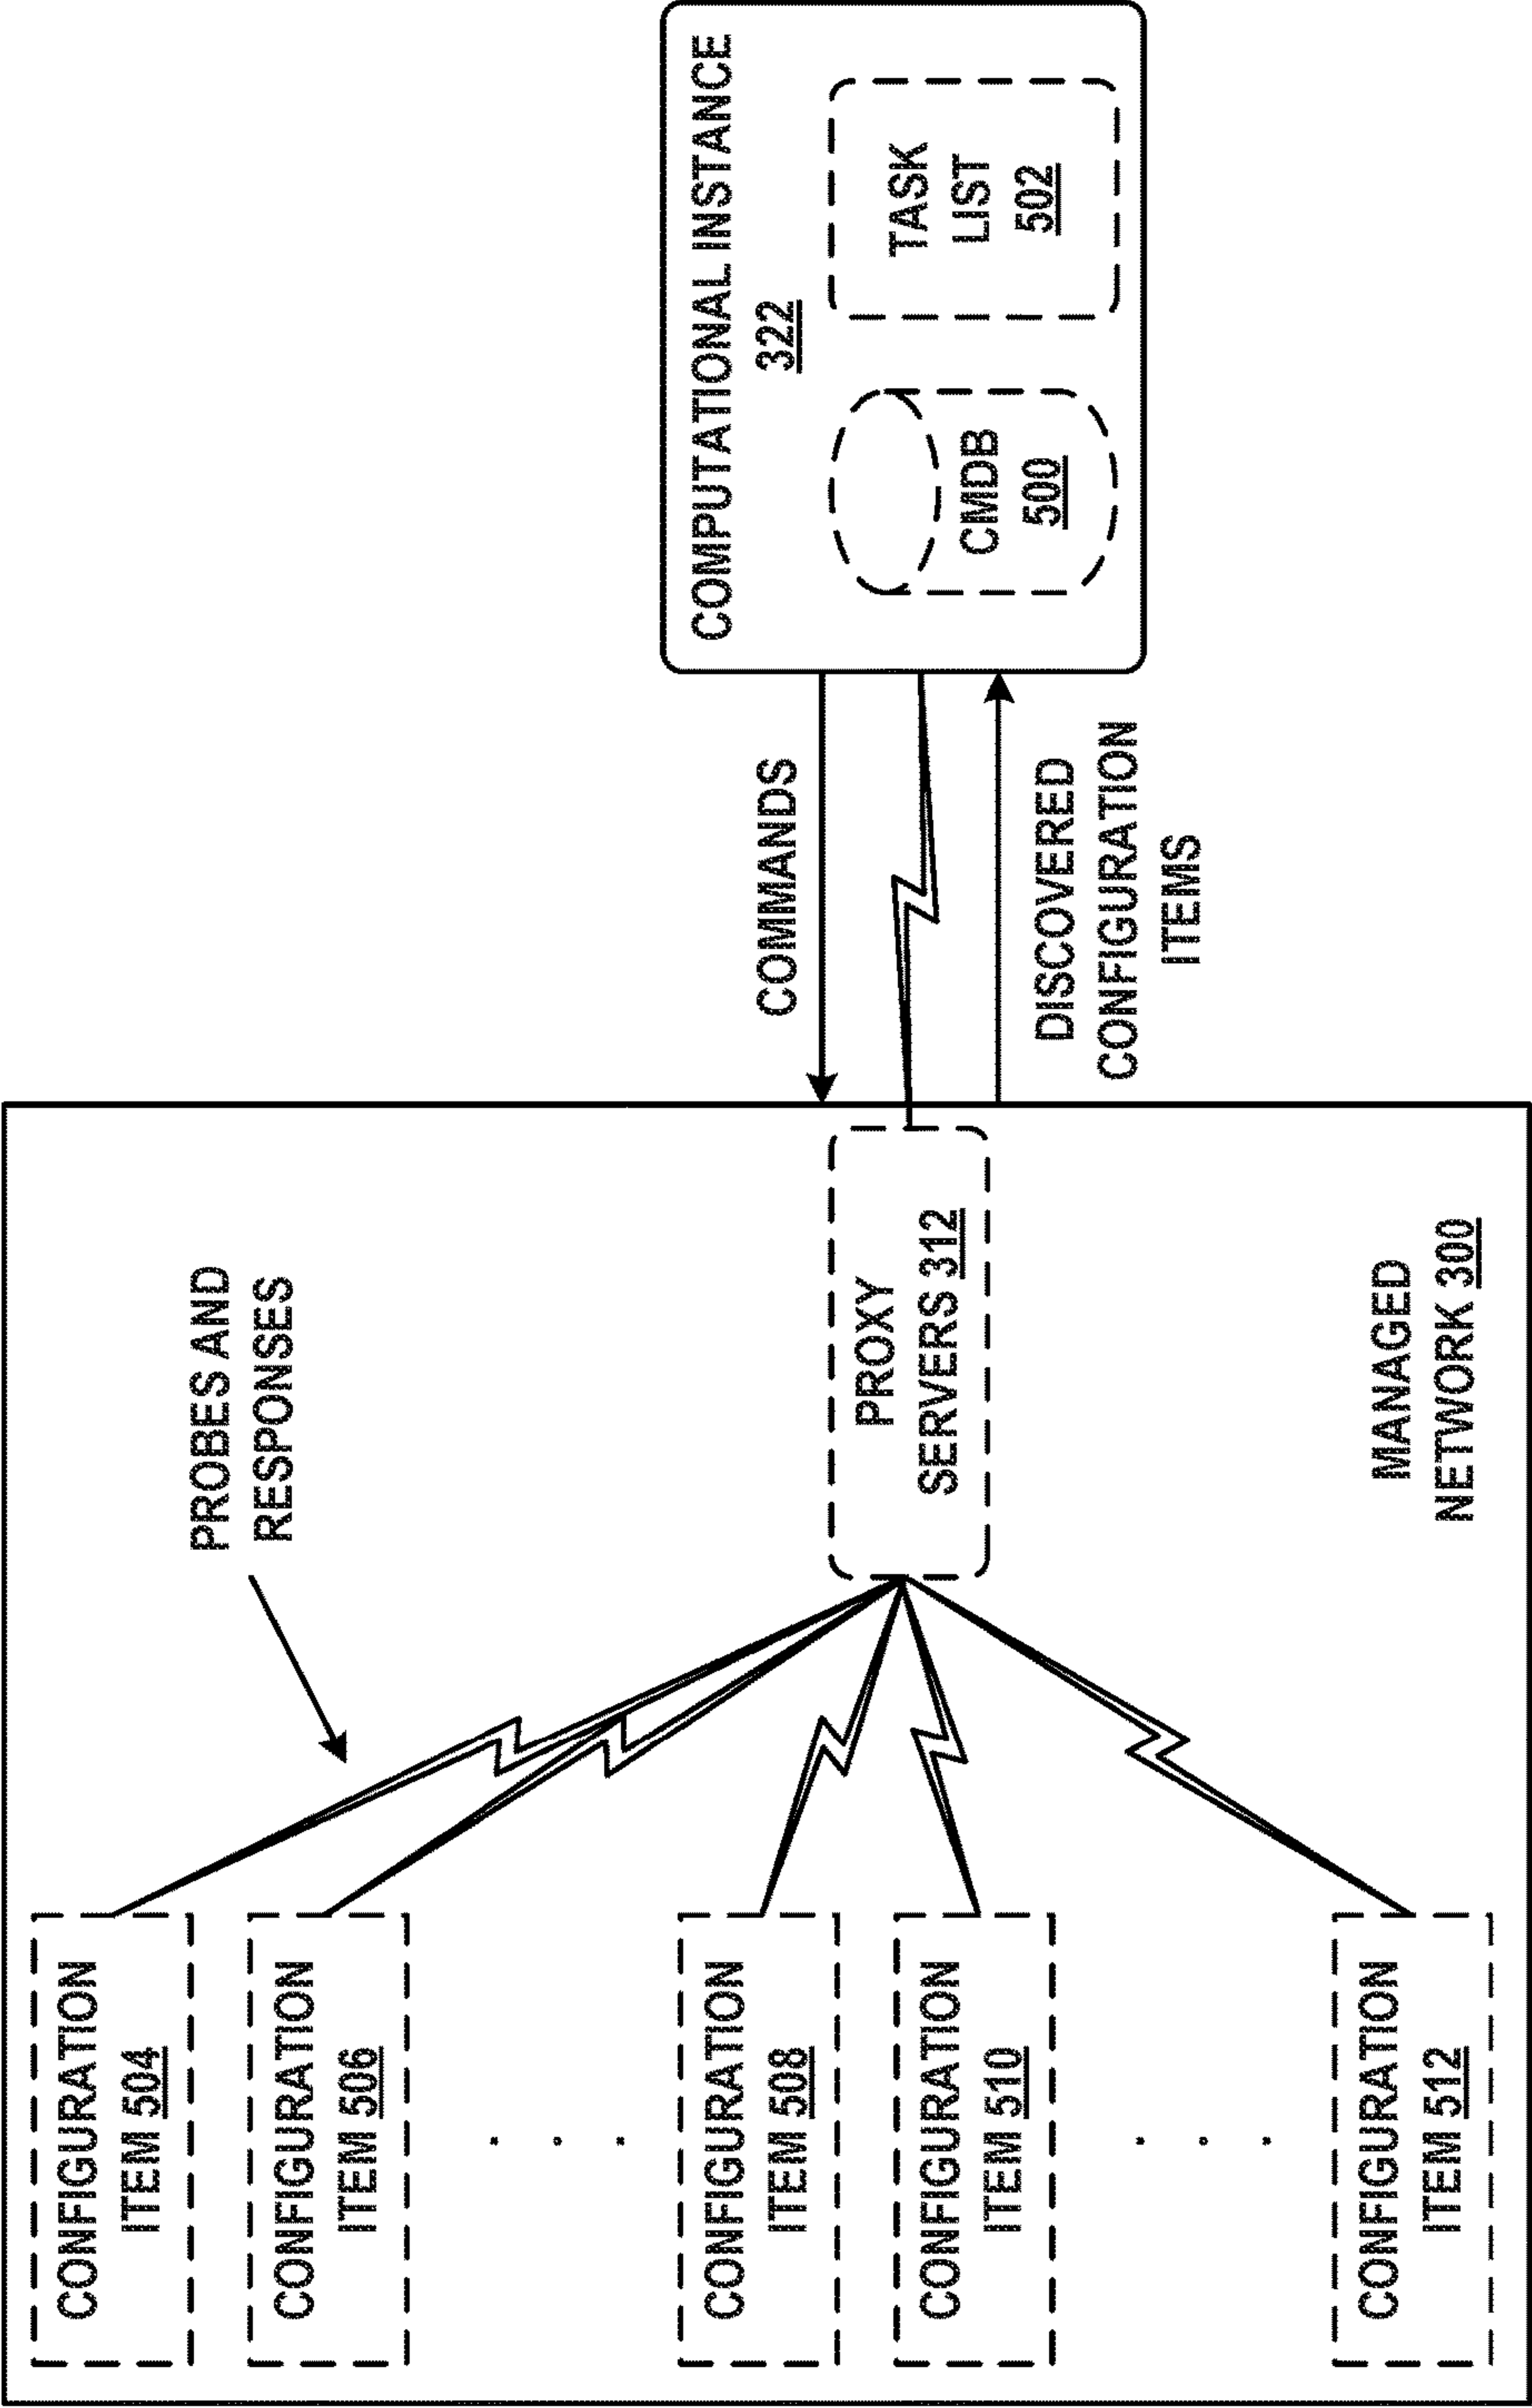 COMPUTATIONAL INSTANCE
322
CMDB
500
TASK
LIST
502
COMMANDS
DISCOVERED
CONFIGURATION
ITEMS
PROBES AND
RESPONSES
PROXY
SERVERS 312
MANAGED
NETWORK 300
CONFIGURATION
ITEM 504
CONFIGURATION
ITEM 506
CONFIGURATION
ITEM 508
CONFIGURATION
ITEM 510
CONFIGURATION
ITEM 512